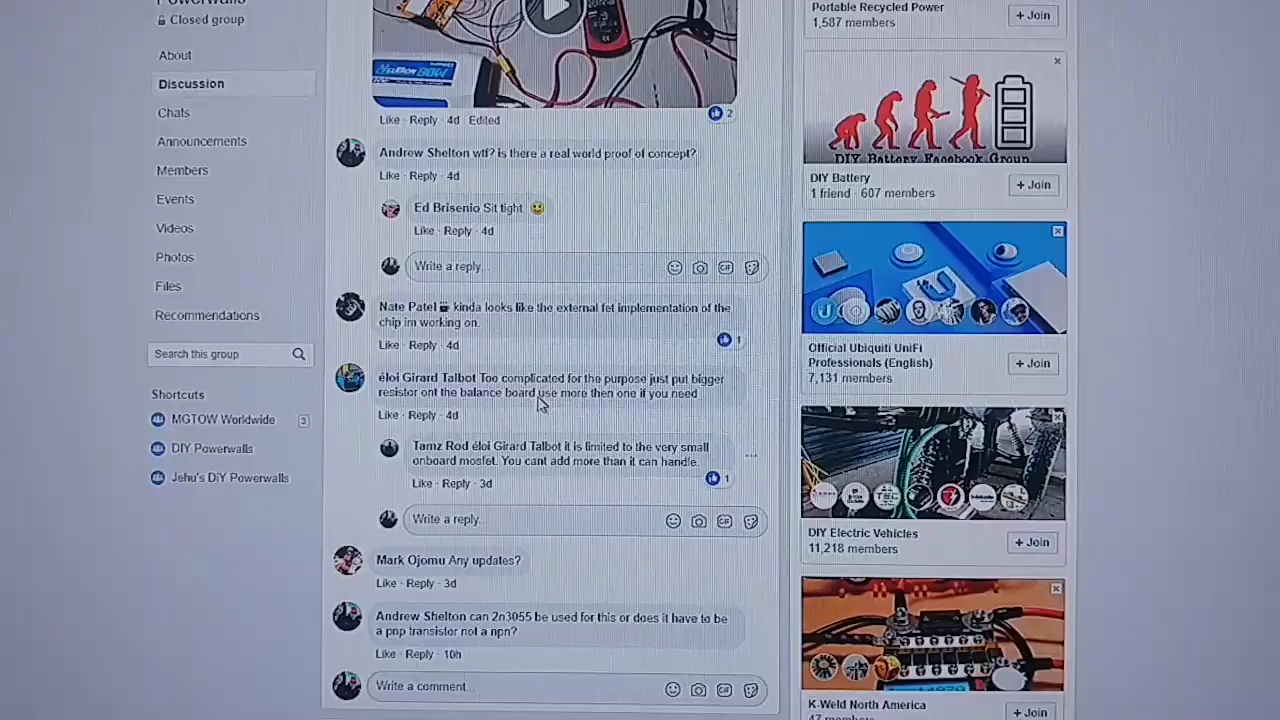 Closed group
About
Discussion
Chats
Announcements
Members
Events
Videos
Photos
Files
Recommendations
Search this group
Shortcuts
MGTOW Worldwide 3
DIY Powerwalls
Jehu's DiY Powerwalls
Like · Reply · 4d Edited
2
Andrew Shelton wtf? is there a real world proof of concept?
Like · Reply · 4d
Ed Brisenio Sit tight. 😃
Like · Reply · 4d
Write a reply...
GIF
Nate Patel kinda looks like the external fet implementation of the
chip im working on.
Like · Reply · 4d
1
éloi Girard Talbot Too complicated for the purpose just put bigger
resistor ont the balance board use more then one if you need
Like · Reply · 4d
Tamz Rod éloi Girard Talbot it is limited to the very small
onboard mosfet. You cant add more than it can handle.
Like · Reply · 3d
1
Write a reply...
GIF
Mark Ojomu Any updates?
Like · Reply · 3d
Andrew Shelton can 2n3055 be used for this or does it have to be
a pnp transistor not a npn?
Like · Reply · 10h
Write a comment...
GIF
Portable Recycled Power
1,587 members
+ Join
DIY Battery Facebook Group
DIY Battery
1 friend · 607 members
+ Join
Official Ubiquiti UniFi
Professionals (English)
7,131 members
+ Join
DIY Electric Vehicles
11,218 members
+ Join
K-Weld North America
47 members
+ Join